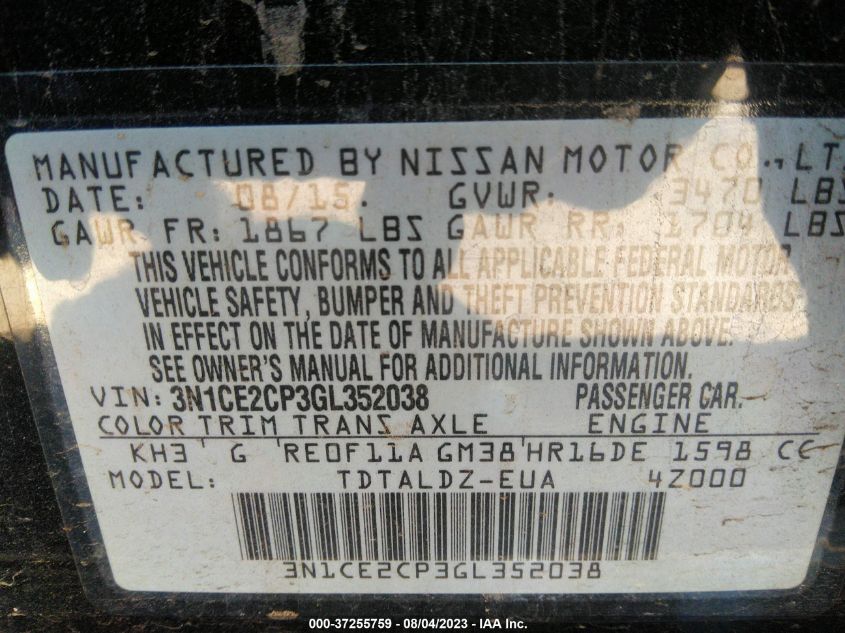 MANUFACTURED BY NISSAN MOTOR CO., LT
DATE: 08/15. GVWR: 3470 LBS
GAWR FR: 1867 LBS GAWR RR: 1704 LBS
THIS VEHICLE CONFORMS TO ALL APPLICABLE FEDERAL MOTOR
VEHICLE SAFETY, BUMPER AND THEFT PREVENTION STANDARDS
IN EFFECT ON THE DATE OF MANUFACTURE SHOWN ABOVE.
SEE OWNER'S MANUAL FOR ADDITIONAL INFORMATION.
VIN: 3N1CE2CP3GL352038 PASSENGER CAR.
COLOR TRIM TRANS AXLE ENGINE
KH3 G RE0F11A GM38 HR16DE 1598 CC
MODEL: TDTALDZ-EUA 4Z000
3N1CE2CP3GL352038
000-37255759 - 08/04/2023 - IAA Inc.